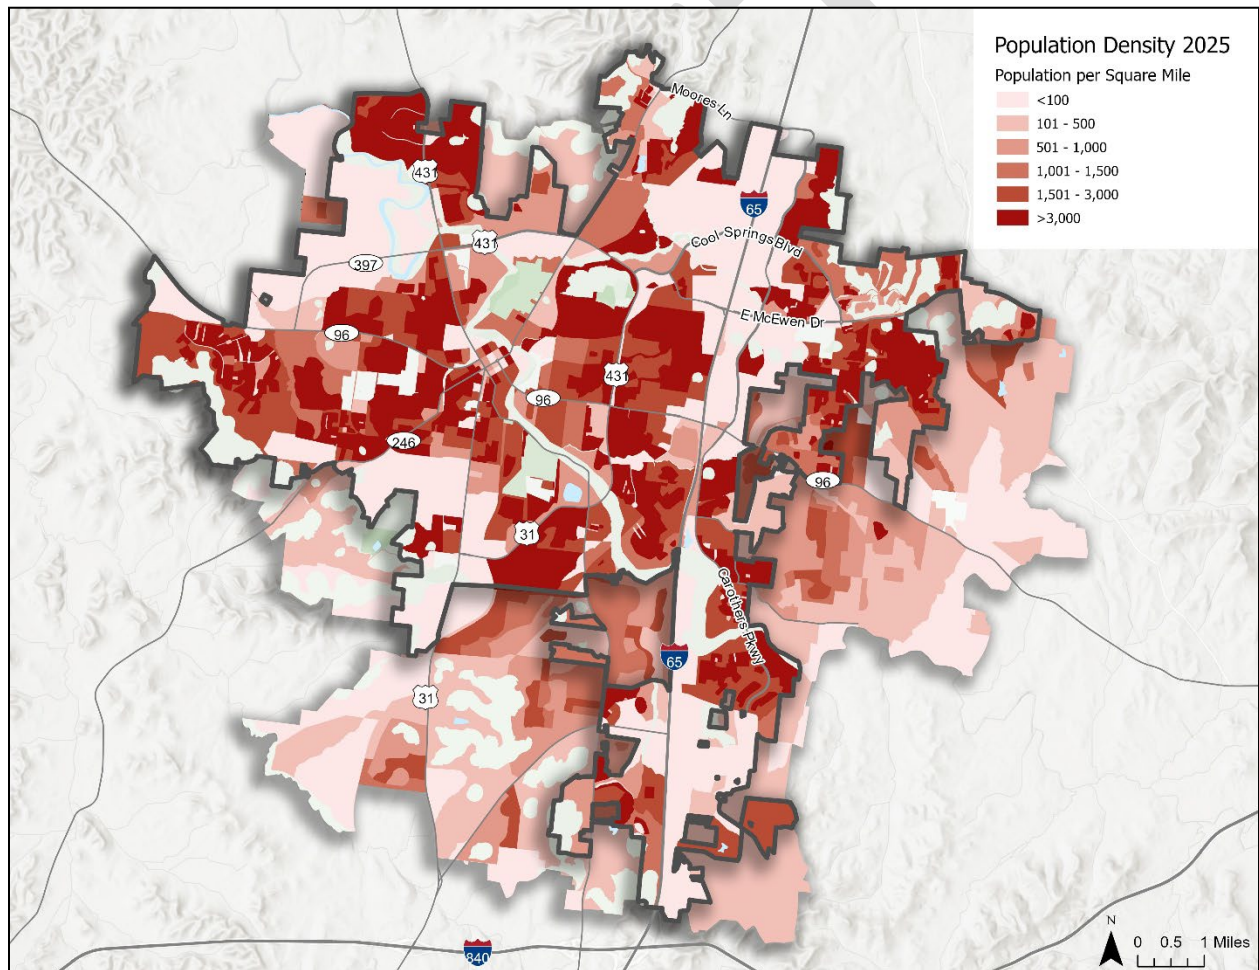 Population Density 2025
Population per Square Mile
<100
101 - 500
501 - 1,000
1,001 - 1,500
1,501 - 3,000
>3,000
Moores Ln
431
65
431
Cool Springs Blvd
397
E McEwen Dr
96
431
96
246
96
31
Carothers Pkwy
65
31
840
N
0 0.5 1 Miles